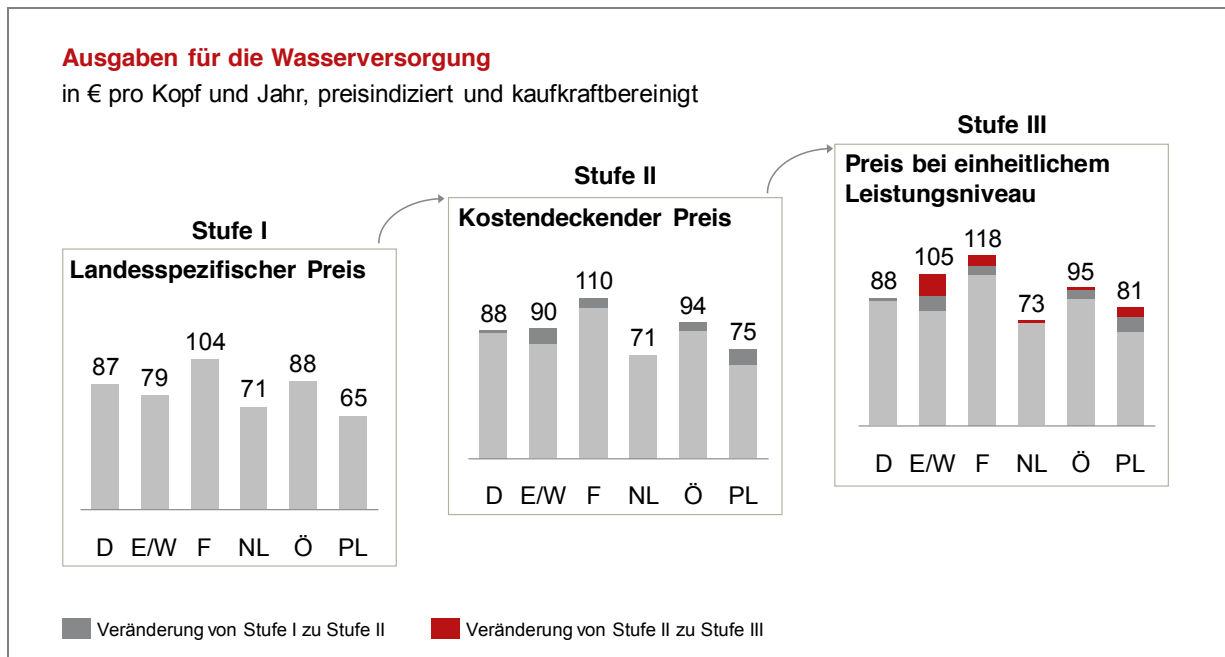 Ausgaben für die Wasserversorgung
in € pro Kopf und Jahr, preisindiziert und kaufkraftbereinigt
Stufe I
Landesspezifischer Preis
87 79 104 71 88 65
D E/W F NL Ö PL
Stufe II
Kostendeckender Preis
88 90 110 71 94 75
D E/W F NL Ö PL
Stufe III
Preis bei einheitlichem
Leistungsniveau
88 105 118 73 95 81
D E/W F NL Ö PL
Veränderung von Stufe I zu Stufe II
Veränderung von Stufe II zu Stufe III